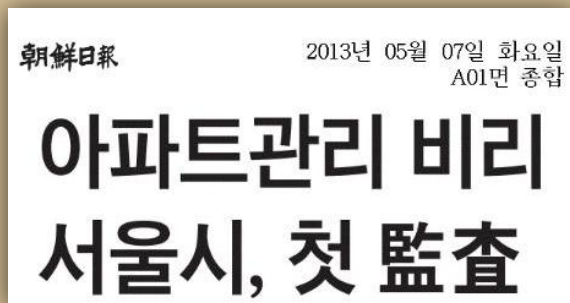 朝鮮日報
2013년 05월 07일 화요일
A01면 종합
아파트관리 비리
서울시, 첫 監査